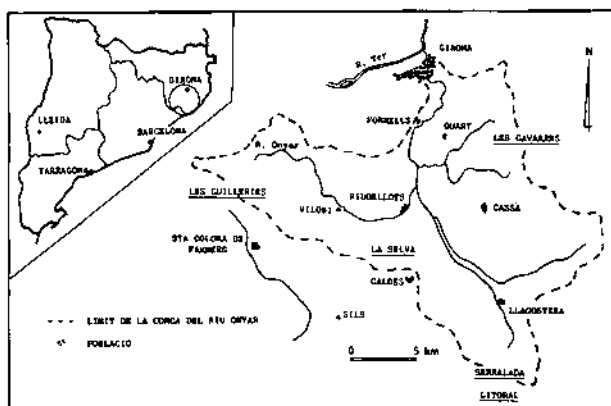 GIRONA
LLEIDA
BARCELONA
TARRAGONA
R. Ter
GIRONA
N
FORNELLS
QUART
LES GAVARRES
R. Onyar
LES GUILLERIES
RIUDELLOTS
VILOBI
CASSA
STA COLOMA DE
FARNERS
LA SELVA
CALDES
SILS
LLAGOSTERA
LIMIT DE LA CONCA DEL RIU ONYAR
POBLACIO
0 5 km
SERRALADA
LITORAL